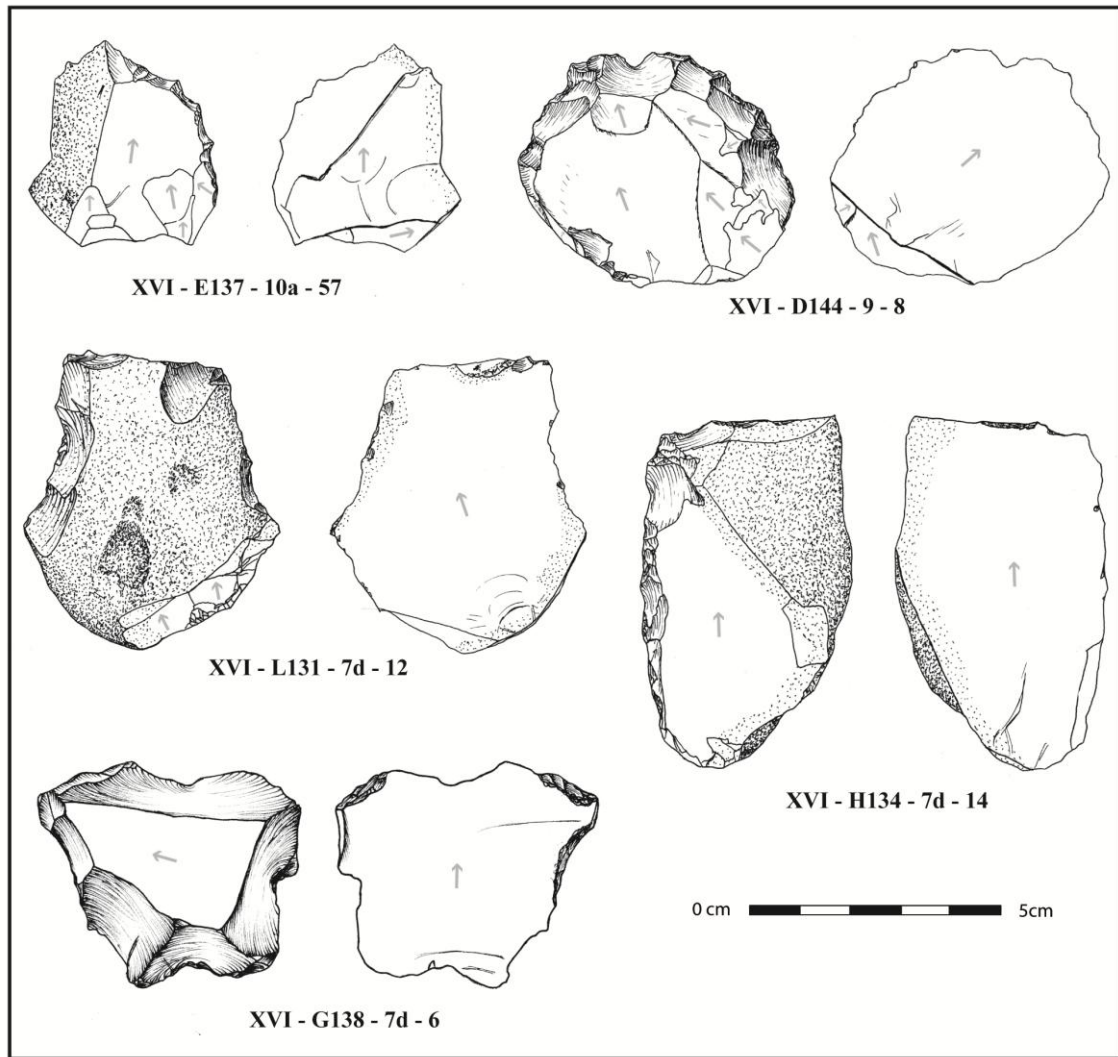 XVI - E137 - 10a - 57
XVI - D144 - 9 - 8
XVI - L131 - 7d - 12
XVI - H134 - 7d - 14
0 cm 5cm
XVI - G138 - 7d - 6